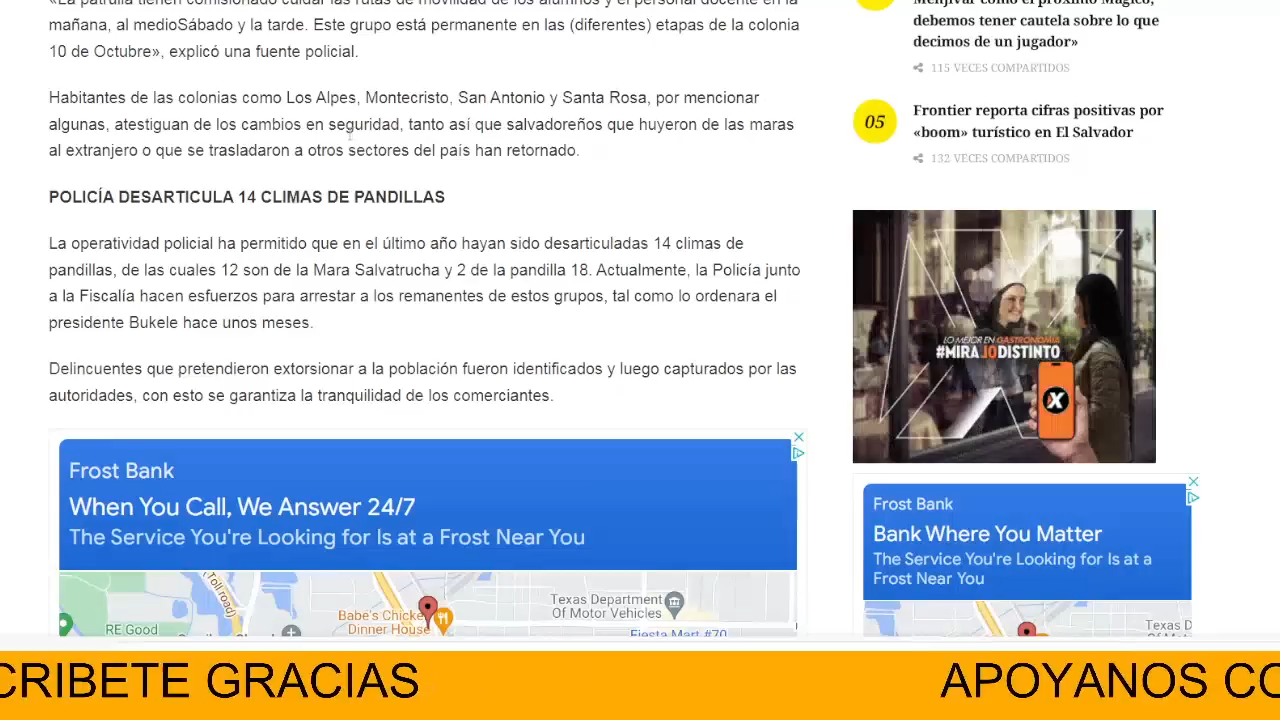 «La patrulla tienen comisionado cuidar las rutas de movilidad de los alumnos y el personal docente en la
mañana, al medioSábado y la tarde. Este grupo está permanente en las (diferentes) etapas de la colonia
10 de Octubre», explicó una fuente policial.
Habitantes de las colonias como Los Alpes, Montecristo, San Antonio y Santa Rosa, por mencionar
algunas, atestiguan de los cambios en seguridad, tanto así que salvadoreños que huyeron de las maras
al extranjero o que se trasladaron a otros sectores del país han retornado.
POLICÍA DESARTICULA 14 CLIMAS DE PANDILLAS
La operatividad policial ha permitido que en el último año hayan sido desarticuladas 14 climas de
pandillas, de las cuales 12 son de la Mara Salvatrucha y 2 de la pandilla 18. Actualmente, la Policía junto
a la Fiscalía hacen esfuerzos para arrestar a los remanentes de estos grupos, tal como lo ordenara el
presidente Bukele hace unos meses.
Delincuentes que pretendieron extorsionar a la población fueron identificados y luego capturados por las
autoridades, con esto se garantiza la tranquilidad de los comerciantes.
Frost Bank
When You Call, We Answer 24/7
The Service You're Looking for Is at a Frost Near You
Toll road)
Babe's Chicke
Dinner House
Texas Department
Of Motor Vehicles
RE Good
Fiesta Mart #70
Menjívar como el próximo Mágico,
debemos tener cautela sobre lo que
decimos de un jugador»
115 VECES COMPARTIDOS
05
Frontier reporta cifras positivas por
«boom» turístico en El Salvador
132 VECES COMPARTIDOS
LO MEJOR EN GASTRONOMÍA
#MIRALODISTINTO
X
Frost Bank
Bank Where You Matter
The Service You're Looking for Is at a
Frost Near You
Texas D
CRIBETE GRACIAS
APOYANOS CO